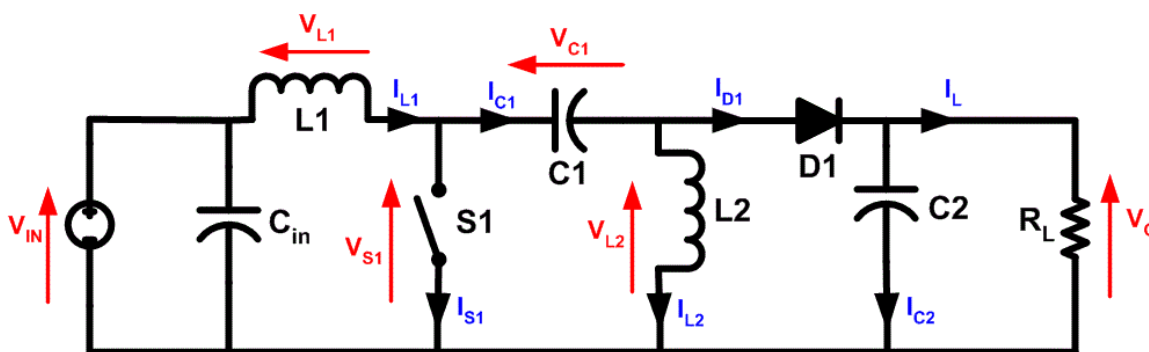 V_L1
V_C1
I_L1
I_C1
I_D1
I_L
L1
C1
D1
V_IN
C_in
V_S1
S1
V_L2
L2
C2
R_L
I_S1
I_L2
I_C2